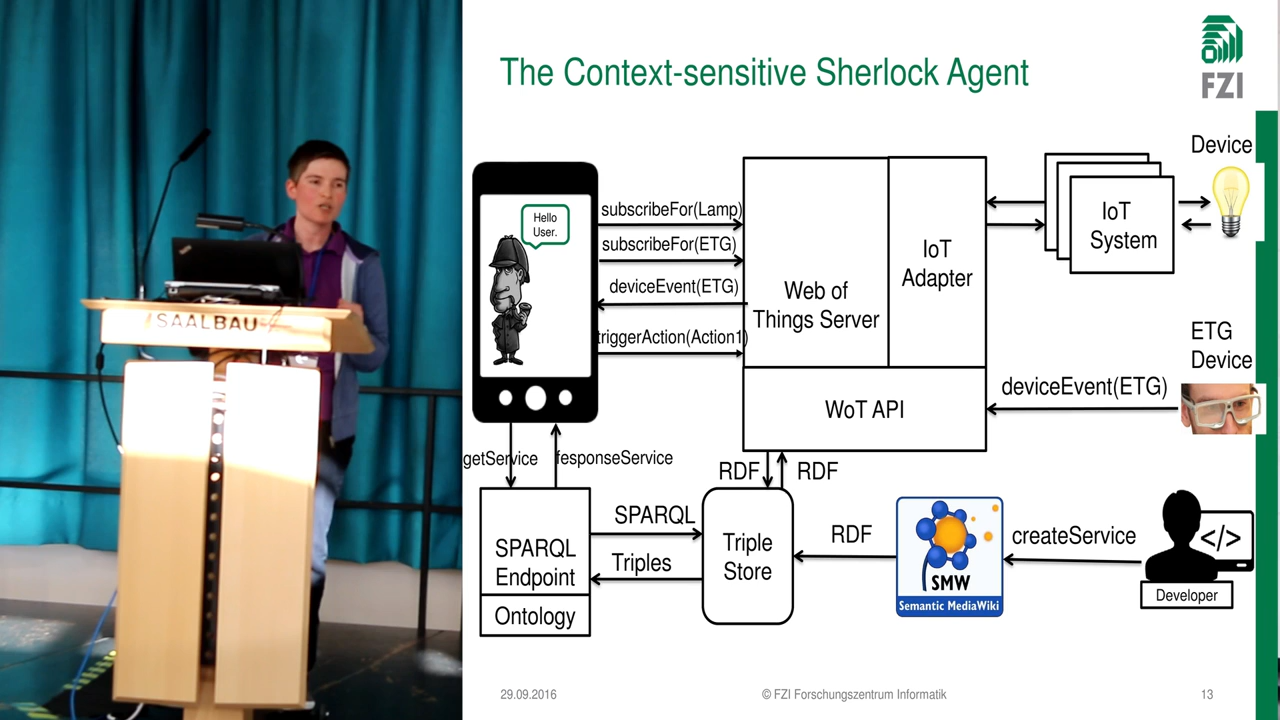 The Context-sensitive Sherlock Agent
FZI
Device
Hello
User.
subscribeFor(Lamp)
subscribeFor(ETG)
deviceEvent(ETG)
triggerAction(Action1)
Web of
Things Server
IoT
Adapter
IoT
System
ETG
Device
WoT API
deviceEvent(ETG)
getService
responseService
RDF
RDF
SPARQL
Endpoint
Ontology
SPARQL
Triples
Triple
Store
RDF
SMW
Semantic MediaWiki
createService
</>
Developer
SAALBAU
29.09.2016
© FZI Forschungszentrum Informatik
13